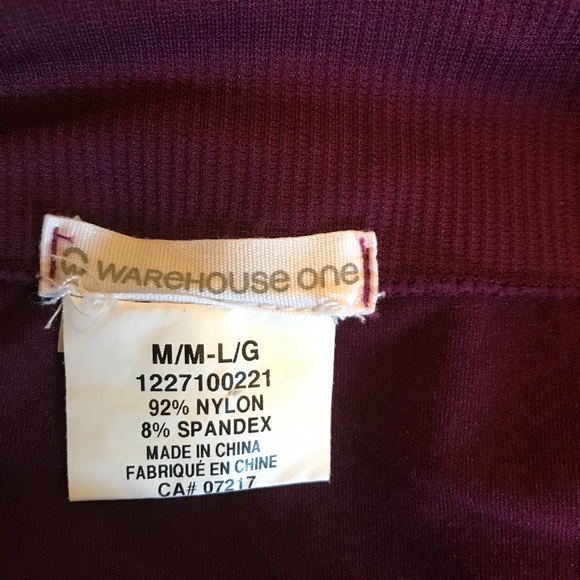 WAREHOUSE ONE
M/M-L/G
1227100221
92% NYLON
8% SPANDEX
MADE IN CHINA
FABRIQUÉ EN CHINE
CA# 07217